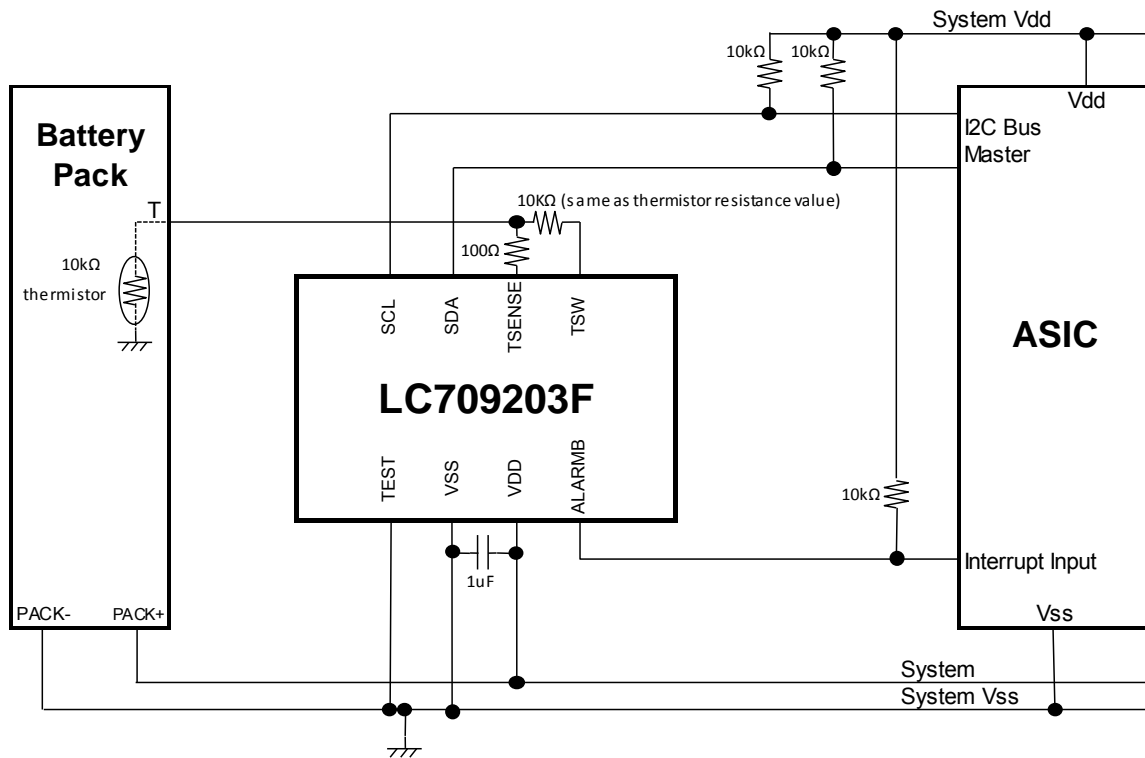 System Vdd
10kΩ
10kΩ
Vdd
Battery
Pack
I2C Bus
Master
T
10KΩ (same as thermistor resistance value)
100Ω
10kΩ
thermistor
SCL
SDA
TSENSE
TSW
ASIC
LC709203F
TEST
VSS
VDD
ALARMB
10kΩ
Interrupt Input
1uF
PACK-
PACK+
Vss
System
System Vss